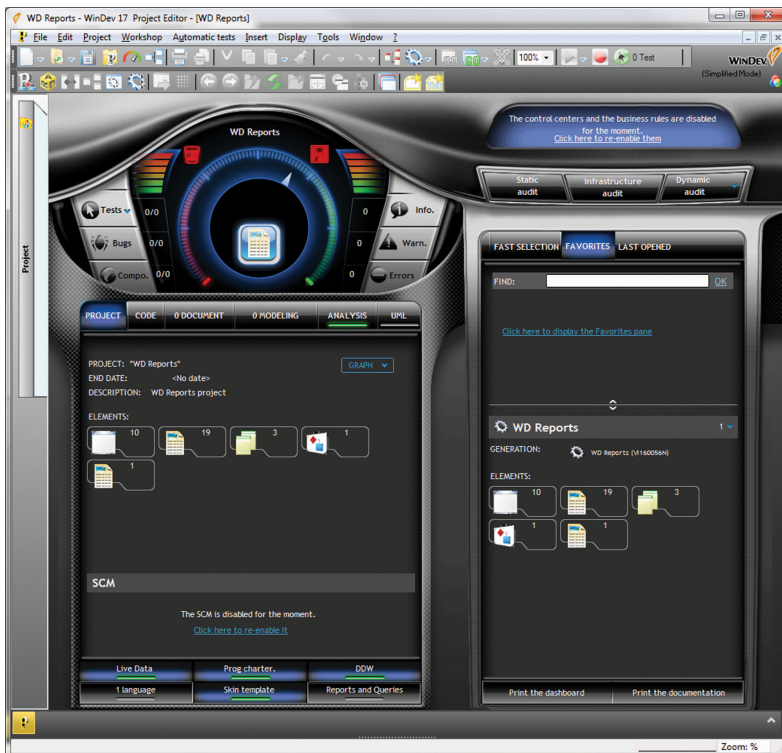 WD Reports - WinDev 17 Project Editor - [WD Reports]
File Edit Project Workshop Automatic tests Insert Display Tools Window ?
100% 0 Test
WINDEV
(Simplified Mode)
Project
WD Reports
Tests 0/0 0 Info.
Bugs 0/0 0 Warn.
Compo. 0/0 0 Errors
The control centers and the business rules are disabled
for the moment.
Click here to re-enable them
Static audit
Infrastructure audit
Dynamic audit
PROJECT CODE 0 DOCUMENT 0 MODELING ANALYSIS UML
PROJECT: "WD Reports"
GRAPH
END DATE: <No date>
DESCRIPTION: WD Reports project
ELEMENTS:
10 19 3 1
1
SCM
The SCM is disabled for the moment.
Click here to re-enable it
Live Data Prog charter. DDW
1 language Skin template Reports and Queries
FAST SELECTION FAVORITES LAST OPENED
FIND: OK
Click here to display the Favorites pane
WD Reports 1
GENERATION: WD Reports (V1160056N)
ELEMENTS:
10 19 3
1 1
Print the dashboard Print the documentation
Zoom: %